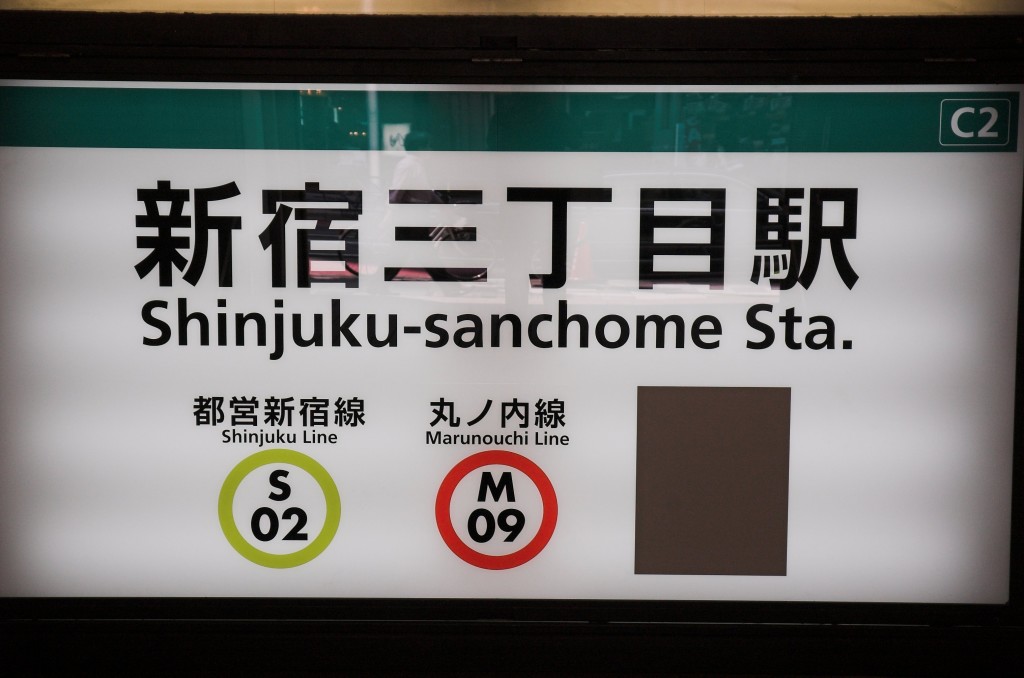 C2
新宿三丁目駅
Shinjuku-sanchome Sta.
都営新宿線
Shinjuku Line
S
02
丸ノ内線
Marunouchi Line
M
09